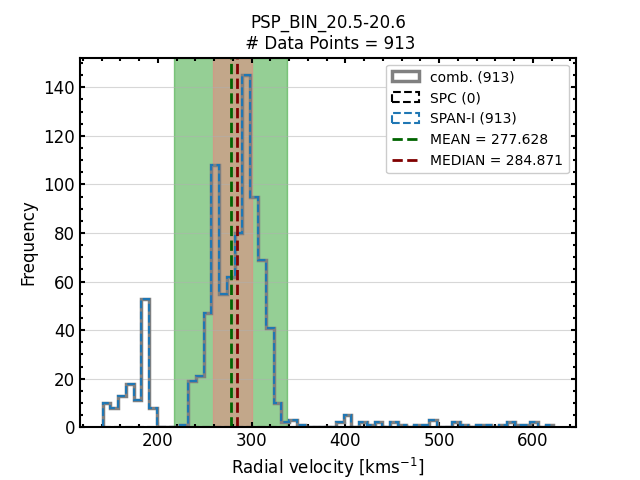 PSP_BIN_20.5-20.6
# Data Points = 913
comb. (913)
SPC (0)
SPAN-I (913)
MEAN = 277.628
MEDIAN = 284.871
Frequency
140
120
100
80
60
40
20
0
200 300 400 500 600
Radial velocity [kms⁻¹]